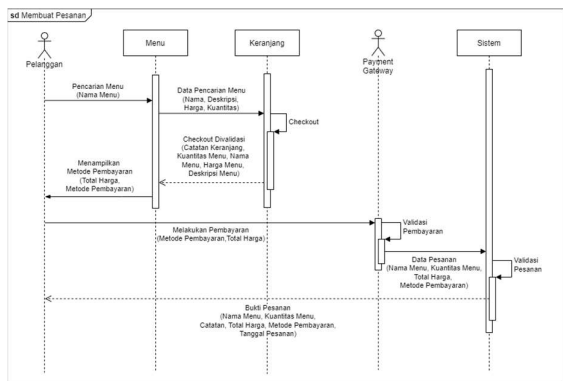 sd Membuat Pesanan
Pelanggan
Menu
Keranjang
Payment
Gateway
Sistem
Pencarian Menu
(Nama Menu)
Data Pencarian Menu
(Nama, Deskripsi,
Harga, Kuantitas)
Checkout
Checkout Divalidasi
(Catatan Keranjang,
Kuantitas Menu, Nama
Menu, Harga Menu,
Deskripsi Menu)
Menampilkan
Metode Pembayaran
(Total Harga,
Metode Pembayaran)
Melakukan Pembayaran
(Metode Pembayaran,Total Harga)
Validasi
Pembayaran
Data Pesanan
(Nama Menu, Kuantitas Menu,
Total Harga,
Metode Pembayaran)
Validasi
Pesanan
Bukti Pesanan
(Nama Menu, Kuantitas Menu,
Catatan, Total Harga, Metode Pembayaran,
Tanggal Pesanan)